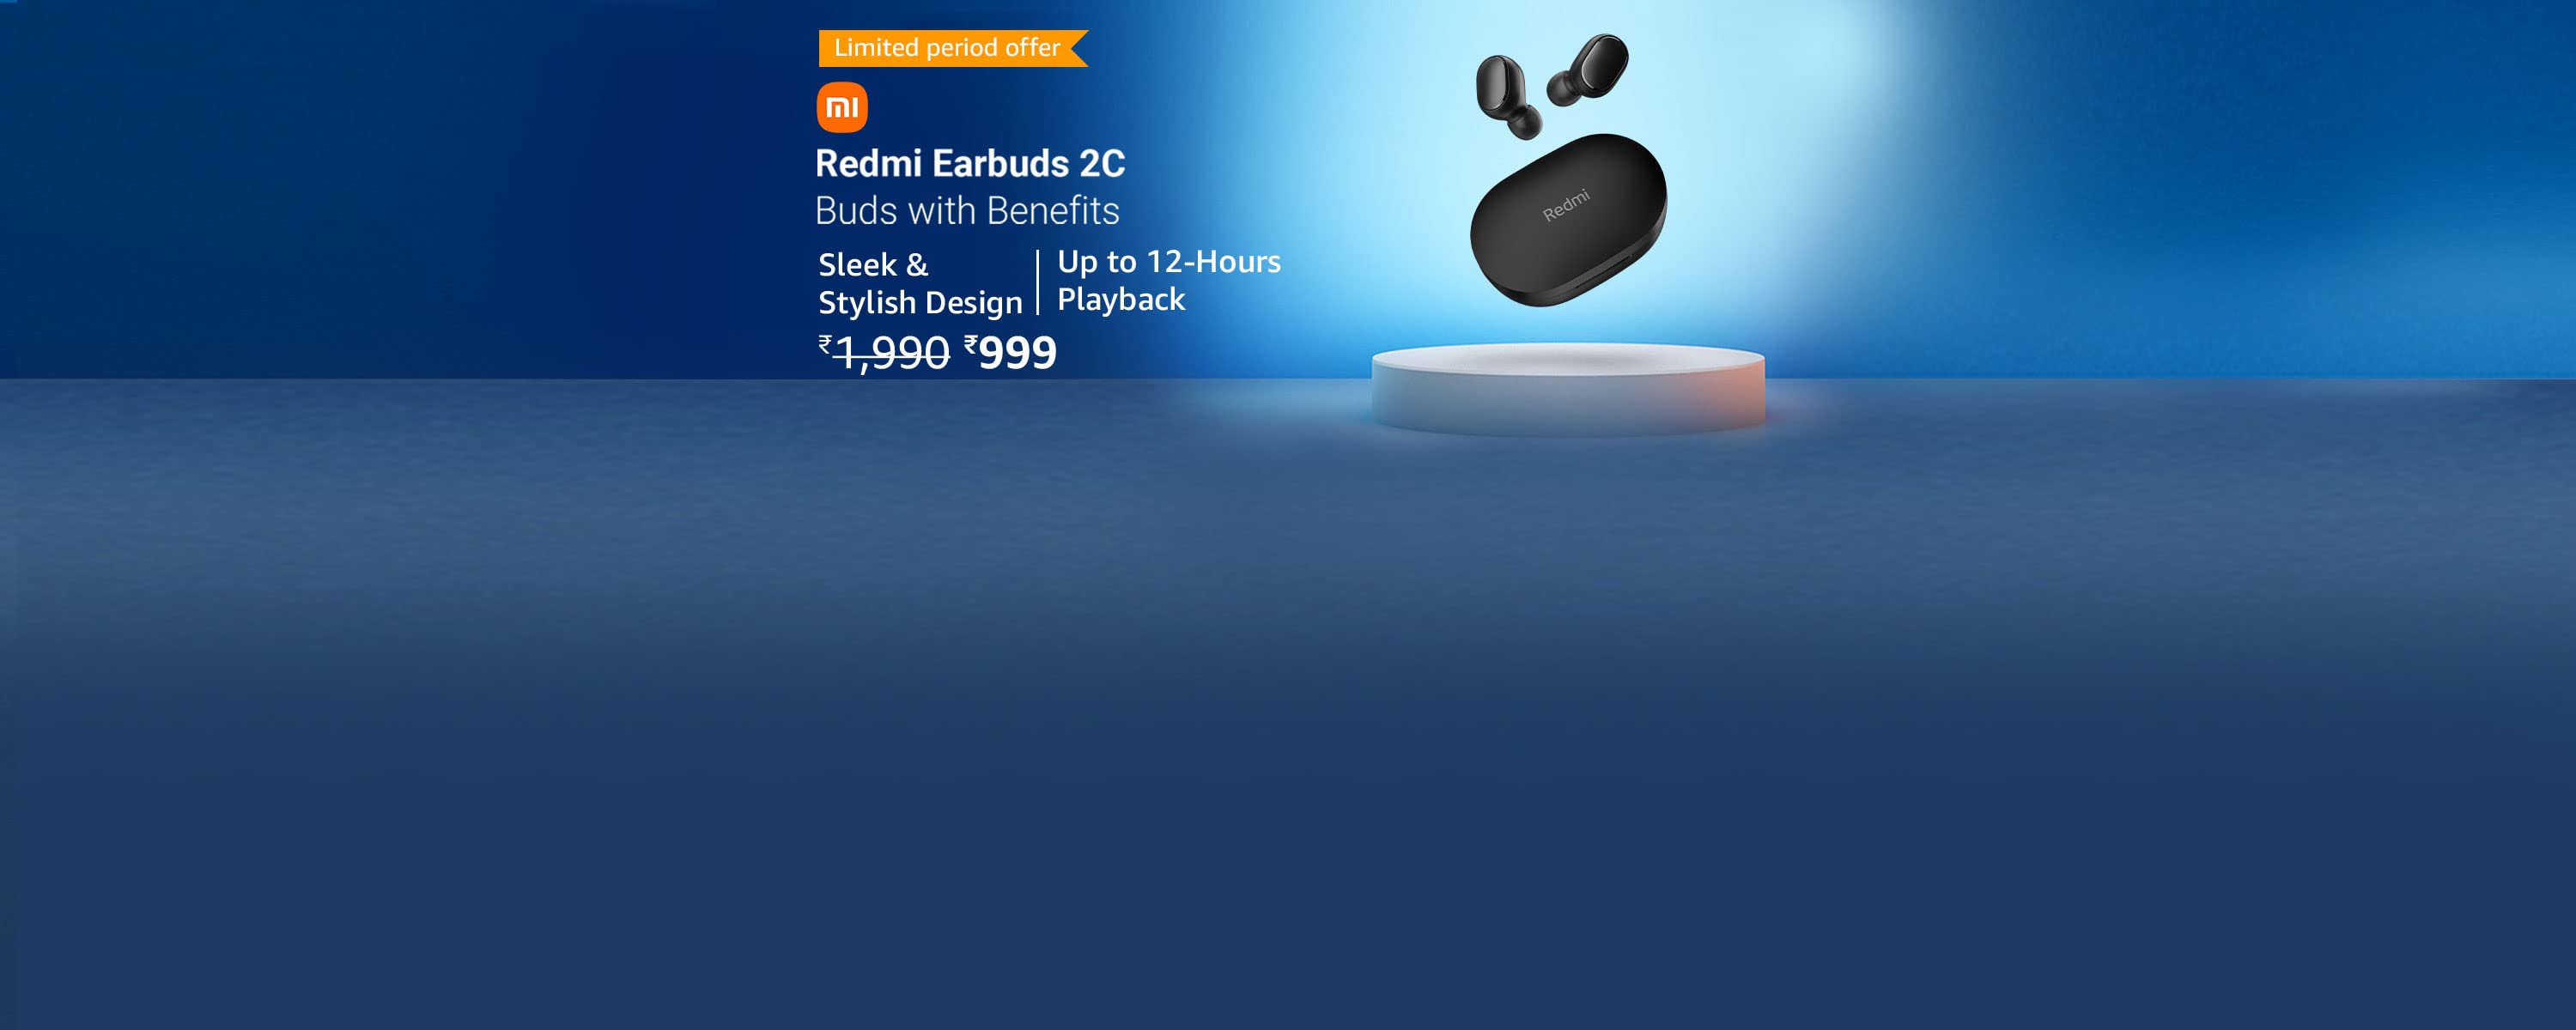 Limited period offer
mi
Redmi Earbuds 2C
Buds with Benefits
Sleek &
Stylish Design
Up to 12-Hours
Playback
₹1,990 ₹999
Redmi